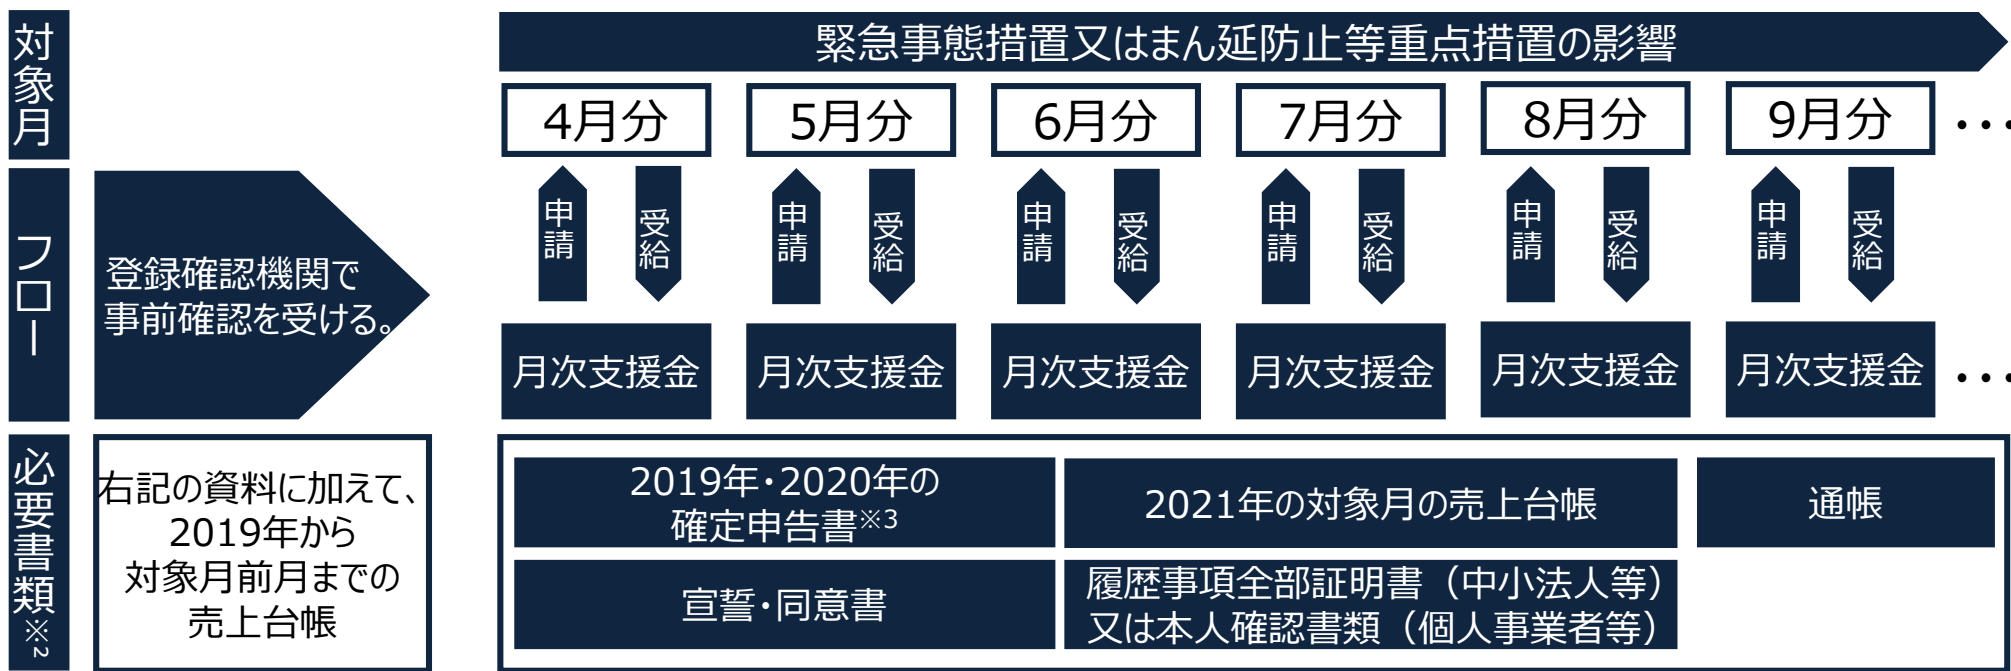 対象月
緊急事態措置又はまん延防止等重点措置の影響
4月分
5月分
6月分
7月分
8月分
9月分
・・・
フロー
登録確認機関で
事前確認を受ける。
申請
受給
申請
受給
申請
受給
申請
受給
申請
受給
申請
受給
月次支援金
月次支援金
月次支援金
月次支援金
月次支援金
月次支援金
・・・
必要書類※2
右記の資料に加えて、
2019年から
対象月前月までの
売上台帳
2019年・2020年の
確定申告書※3
2021年の対象月の売上台帳
通帳
宣誓・同意書
履歴事項全部証明書（中小法人等）
又は本人確認書類（個人事業者等）